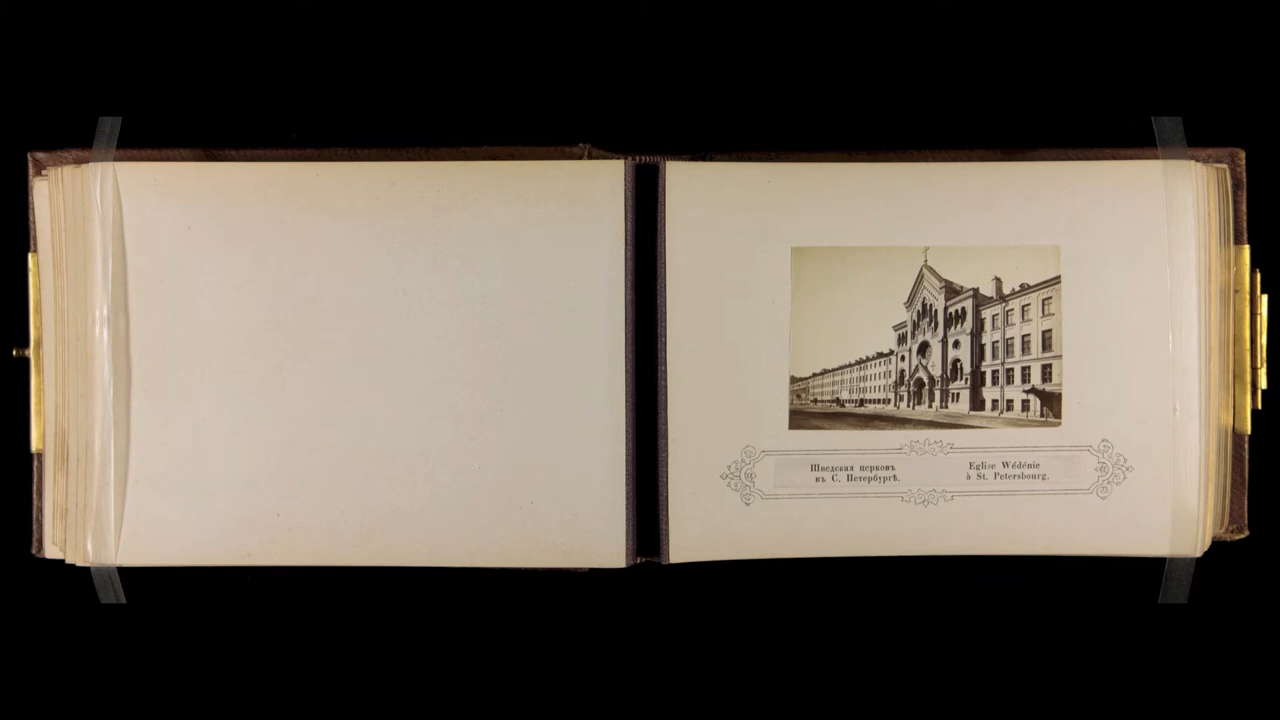 Шведская церковъ
въ С. Петербургѣ.
Eglise Wédénie
à St. Petersbourg.